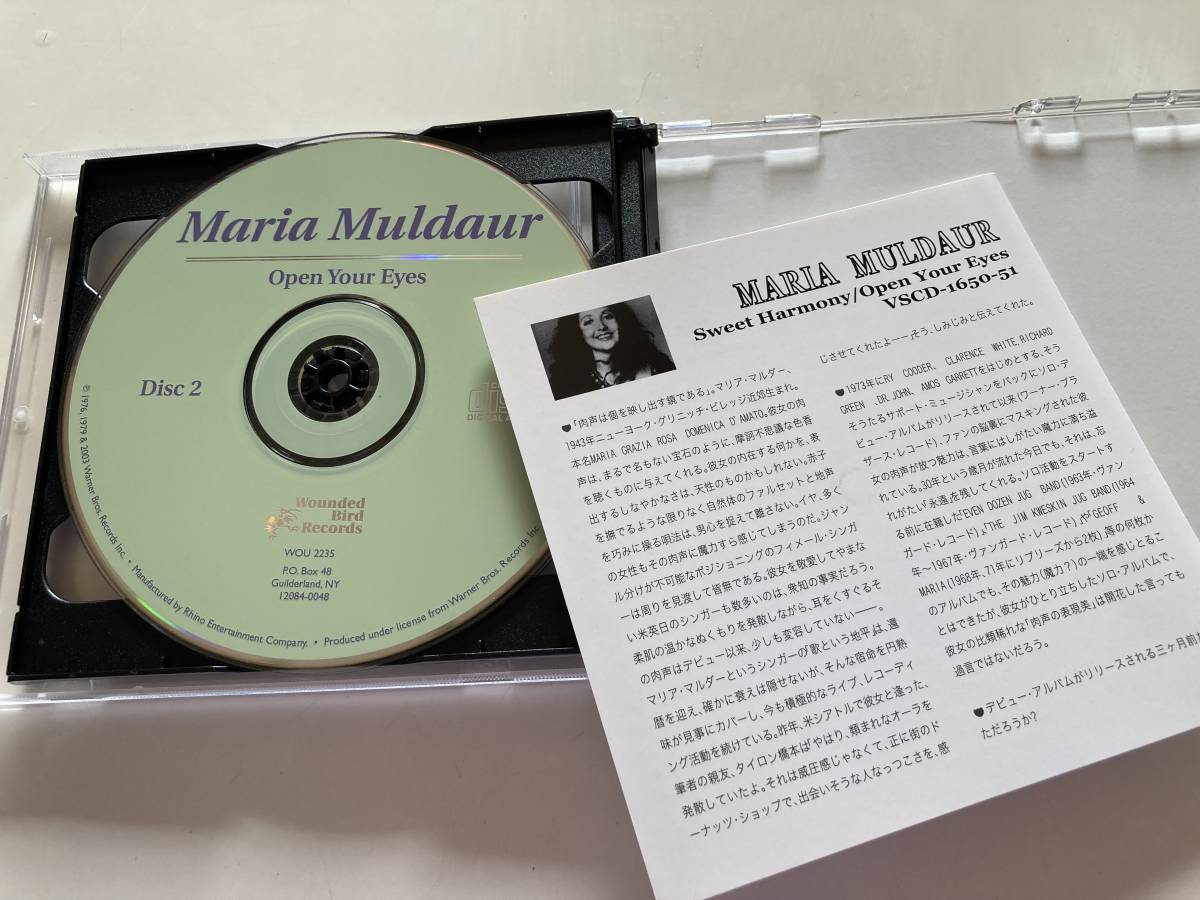 Maria Muldaur
Open Your Eyes
Disc 2
Wounded
Bird
Records
WOU 2235
P.O. Box 48
Guilderland, NY
12084-0048
℗ 1976, 1979 & 2003 Warner Bros. Records Inc. • Manufactured by Rhino Entertainment Company. • Produced under license from Warner Bros. Records Inc.
MARIA MULDAUR
Sweet Harmony/Open Your Eyes
VSCD-1650-51
「肉声は個を映し出す鏡である」。マリア・マルダー、
1943年ニューヨーク・グリニッチ・ビレッジ近郊生まれ。
本名MARIA GRAZIA ROSA DOMENICA D'AMATO。彼女の肉
声は、まるで名もない宝石のように、摩訶不思議な色香
を聴くものに与えてくれる。彼女の内在する何かを、表
出するしなやかなさは、天性のものかもしれない。赤子
を撫でるような限りなく自然体のファルセットと地声
を巧みに操る唄法は、男心を捉えて離さない。イヤ、多く
の女性もその肉声に魔力すら感じてしまうのだ。ジャン
ル分けが不可能なポジショニングのフィメール・シンガ
ーは周りを見渡して皆無である。彼女を敬愛してやまな
い米英日のシンガーも数多いのは、衆知の事実だろう。
柔肌の温かなぬくもりを発散しながら、耳をくすぐるそ
の肉声はデビュー以来、少しも変容していない――。
マリア・マルダーというシンガーの「歌という地平」は、還
暦を迎え、確かに衰えは隠せないが、そんな宿命を円熟
味が見事にカバーし、今も積極的なライブ、レコーディ
ング活動を続けている。昨年、米シアトルで彼女と逢った、
筆者の親友、タイロン橋本は「やはり、類まれなオーラを
発散していたよ。それは威圧感じゃなくて、正に街のド
ーナッツ・ショップで、出会いそうな人なっつこさを、感
じさせてくれたよ――」そう、しみじみと伝えてくれた。
1973年にRY COODER、CLARENCE WHITE、RICHARD
GREEN、DR.JOHN、AMOS GARRETTをはじめとする、そう
そうたるサポート・ミュージシャンをバックにソロ・デ
ビュー・アルバムがリリースされて以来（ワーナー・ブラ
ザース・レコード）、ファンの脳裏にマスキングされた彼
女の肉声が放つ魅力は、言葉にはしがたい魔力に満ち溢
れている。30年という歳月が流れた今日でも、それは、忘
れがたい「永遠」を残してくれる。ソロ活動をスタートす
る前に在籍した「EVEN DOZEN JUG BAND(1963年・ヴァン
ガード・レコード)」、「THE JIM KWESKIN JUG BAND(1964
年〜1967年・ヴァンガード・レコード)」や「GEOFF &
MARIA(1968年、71年にリプリーズから2枚)」等の何枚か
のアルバムでも、その魅力（魔力？）の一端を感じとるこ
とはできたが、彼女がひとり立ちしたソロ・アルバムで、
彼女の比類稀れな「肉声の表現美」は開花した言っても
過言ではないだろう。
デビュー・アルバムがリリースされる三ヶ月前
ただろうか？